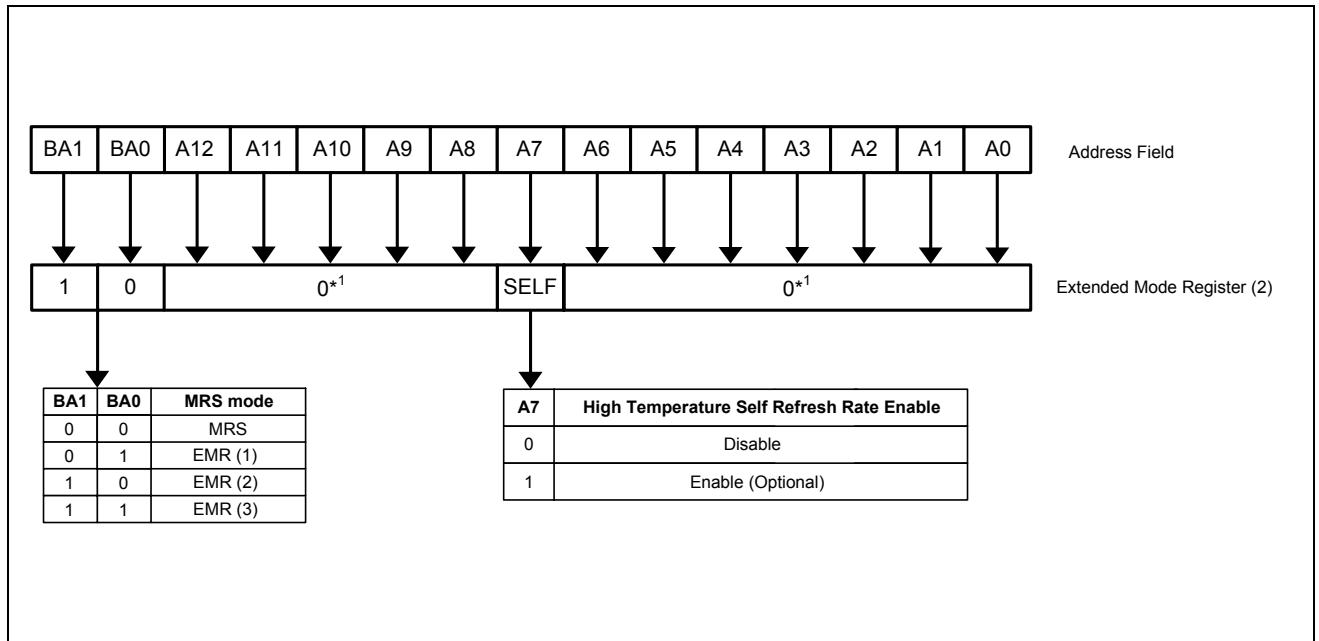 BA1 BA0 A12 A11 A10 A9 A8 A7 A6 A5 A4 A3 A2 A1 A0 Address Field
1 0 0*1 SELF 0*1 Extended Mode Register (2)
BA1 BA0 MRS mode
0 0 MRS
0 1 EMR (1)
1 0 EMR (2)
1 1 EMR (3)
A7 High Temperature Self Refresh Rate Enable
0 Disable
1 Enable (Optional)